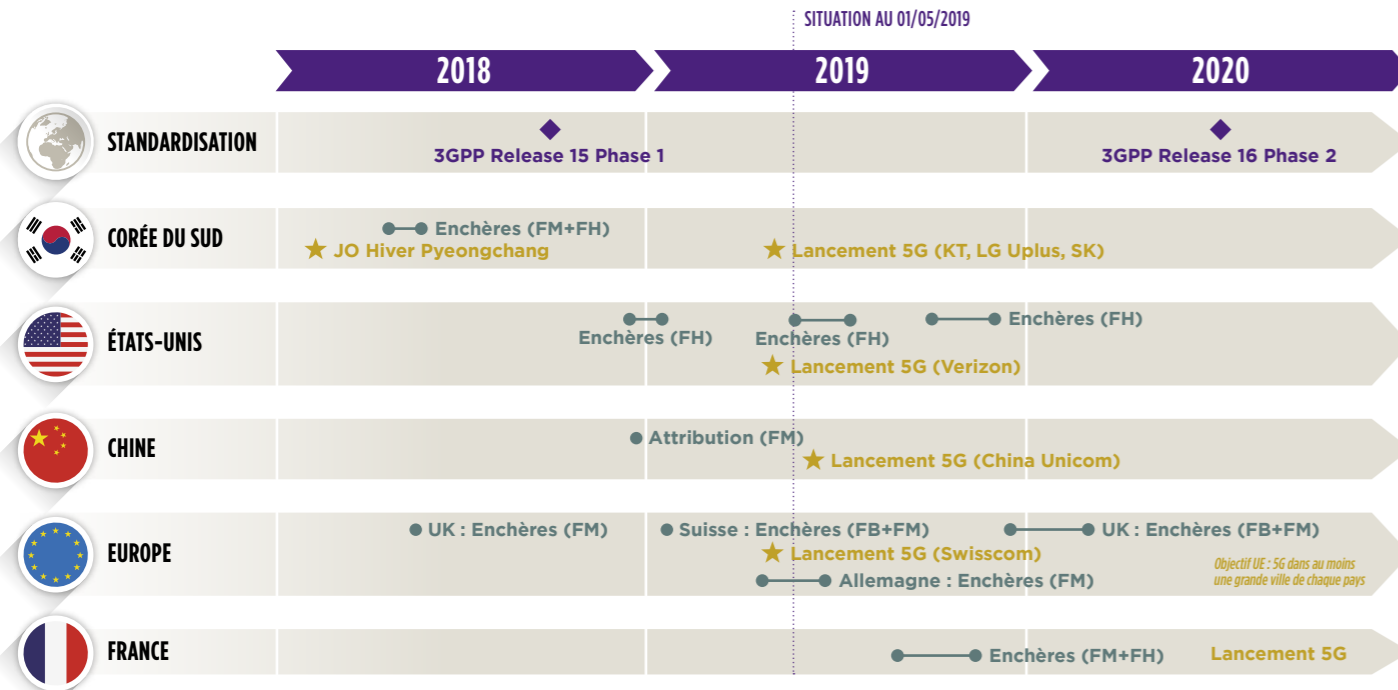 SITUATION AU 01/05/2019
2018
2019
2020
STANDARDISATION
3GPP Release 15 Phase 1
3GPP Release 16 Phase 2
CORÉE DU SUD
Enchères (FM+FH)
JO Hiver Pyeongchang
Lancement 5G (KT, LG Uplus, SK)
ÉTATS-UNIS
Enchères (FH)
Enchères (FH)
Enchères (FH)
Lancement 5G (Verizon)
CHINE
Attribution (FM)
Lancement 5G (China Unicom)
EUROPE
UK : Enchères (FM)
Suisse : Enchères (FB+FM)
UK : Enchères (FB+FM)
Lancement 5G (Swisscom)
Allemagne : Enchères (FM)
Objectif UE : 5G dans au moins
une grande ville de chaque pays
FRANCE
Enchères (FM+FH)
Lancement 5G